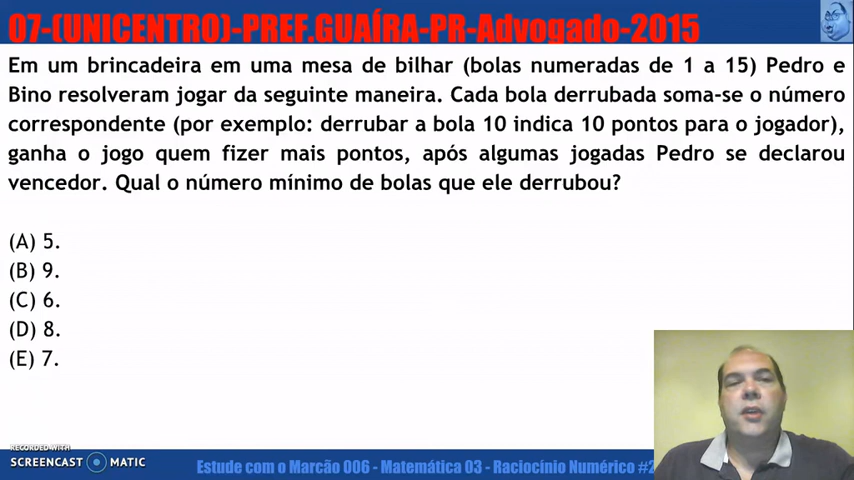 07-(UNICENTRO)-PREF.GUAÍRA-PR-Advogado-2015
Em um brincadeira em uma mesa de bilhar (bolas numeradas de 1 a 15) Pedro e
Bino resolveram jogar da seguinte maneira. Cada bola derrubada soma-se o número
correspondente (por exemplo: derrubar a bola 10 indica 10 pontos para o jogador),
ganha o jogo quem fizer mais pontos, após algumas jogadas Pedro se declarou
vencedor. Qual o número mínimo de bolas que ele derrubou?
(A) 5.
(B) 9.
(C) 6.
(D) 8.
(E) 7.
RECORDED WITH
SCREENCAST MATIC
Estude com o Marcão 006 - Matemática 03 - Raciocínio Numérico #2